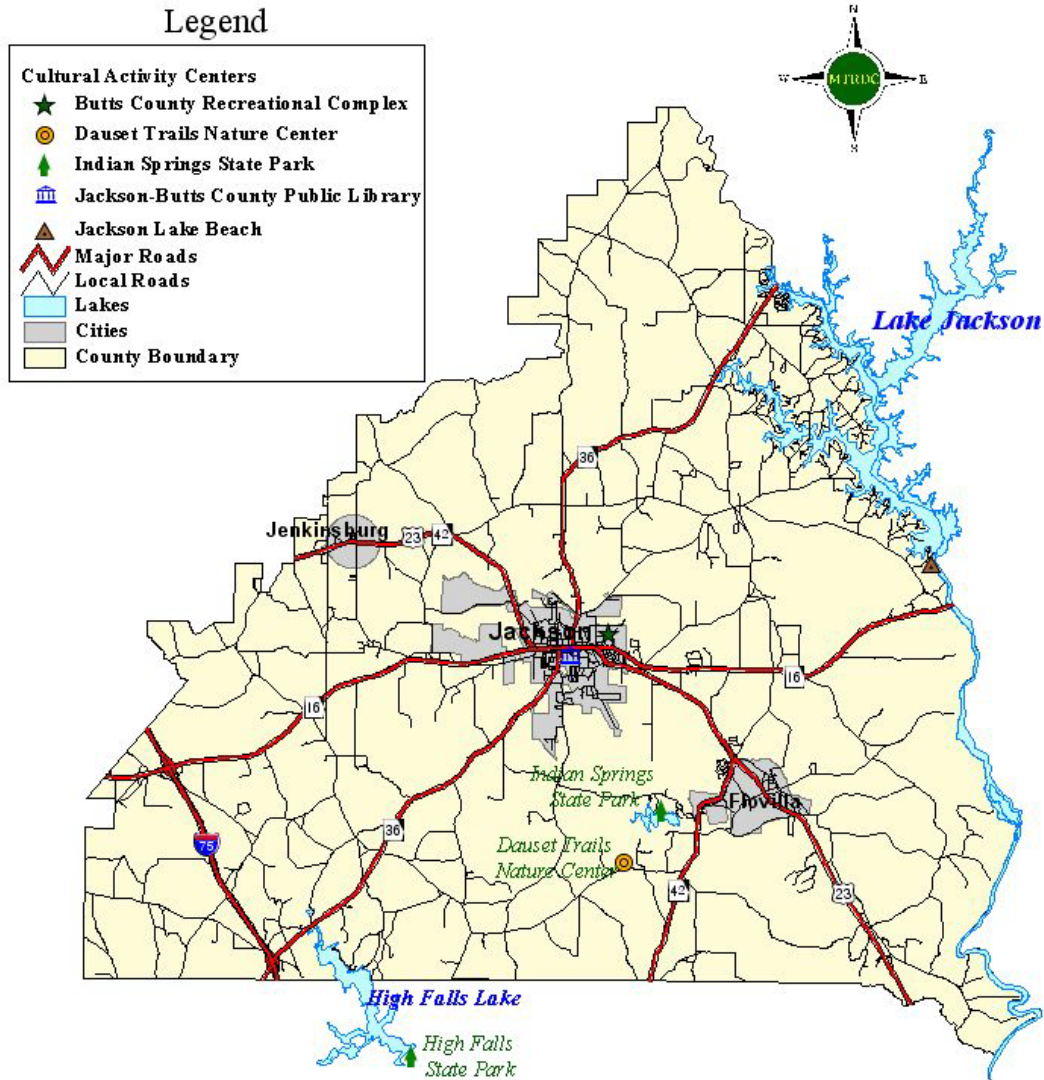 Legend
Cultural Activity Centers
Butts County Recreational Complex
Dauset Trails Nature Center
Indian Springs State Park
Jackson-Butts County Public Library
Jackson Lake Beach
Major Roads
Local Roads
Lakes
Cities
County Boundary
N
W
MTRDC
E
S
Lake Jackson
36
Jenkinsburg
23
42
Jackson
16
16
Indian Springs
State Park
Flovilla
36
75
Dauset Trails
Nature Center
42
23
High Falls Lake
High Falls
State Park